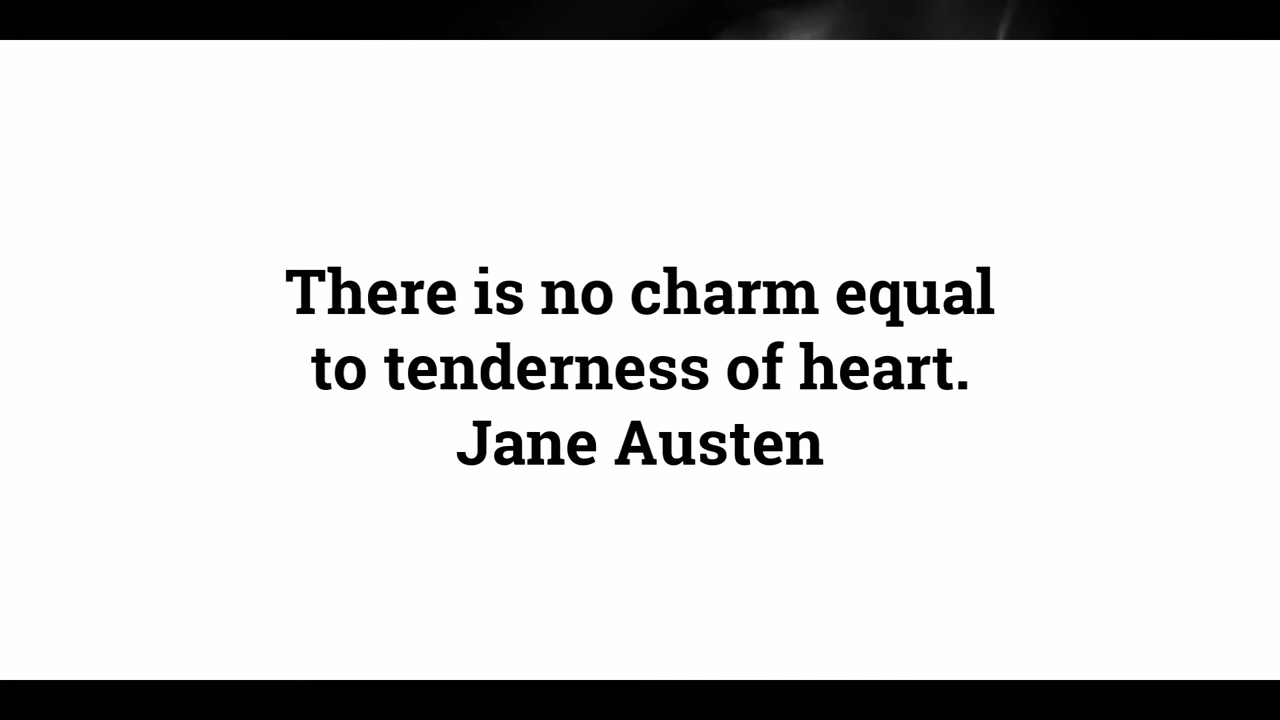 There is no charm equal
to tenderness of heart.
Jane Austen